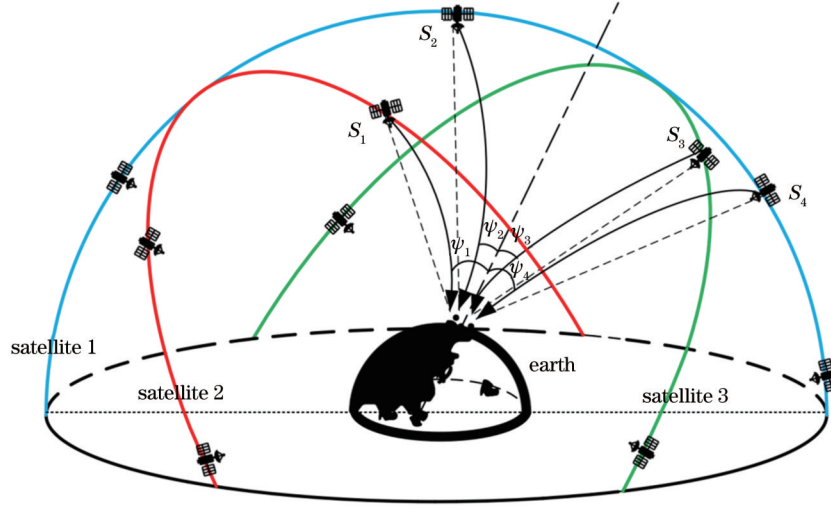 S₂
S₁
S₃
S₄
ψ₂
ψ₃
ψ₁
ψ₄
satellite 1
earth
satellite 2
satellite 3